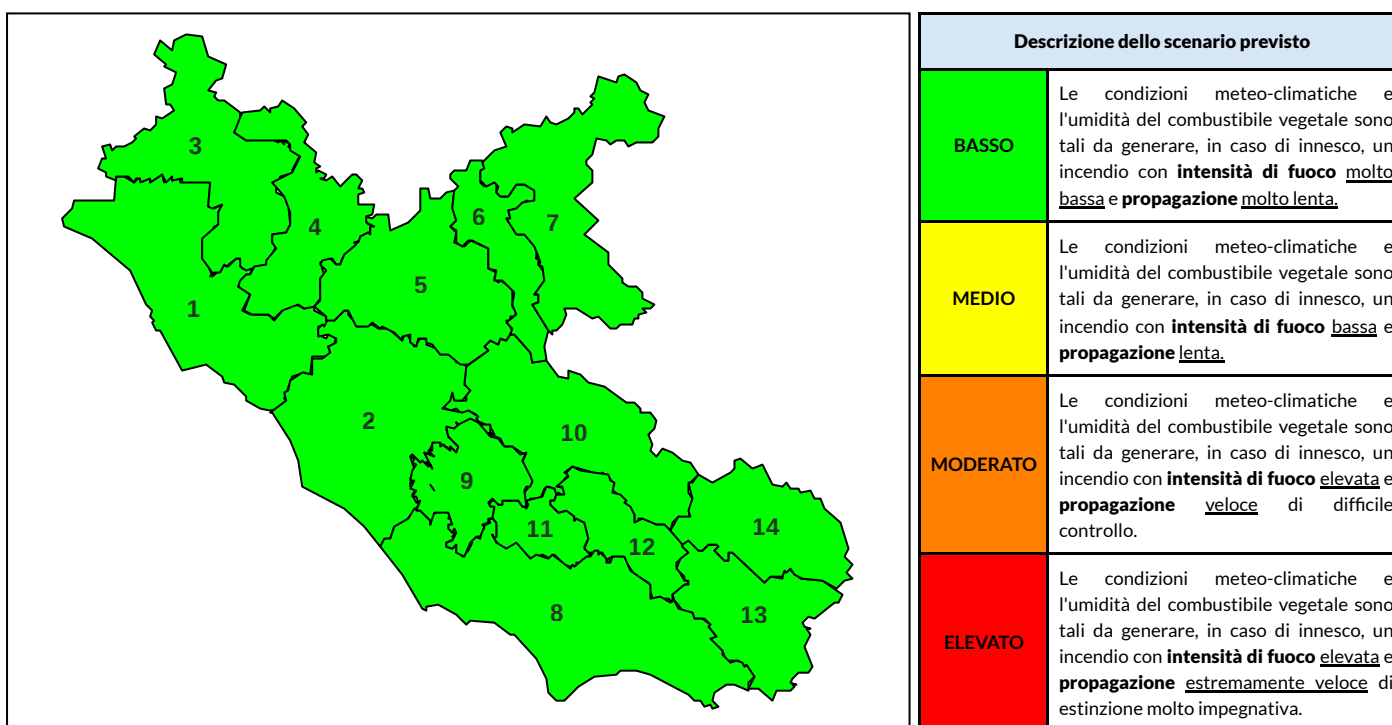 3
4
6
7
5
1
2
10
9
11
12
14
8
13
Descrizione dello scenario previsto
BASSO
Le condizioni meteo-climatiche e
l'umidità del combustibile vegetale sono
tali da generare, in caso di innesco, un
incendio con intensità di fuoco molto
bassa e propagazione molto lenta.
MEDIO
Le condizioni meteo-climatiche e
l'umidità del combustibile vegetale sono
tali da generare, in caso di innesco, un
incendio con intensità di fuoco bassa e
propagazione lenta.
MODERATO
Le condizioni meteo-climatiche e
l'umidità del combustibile vegetale sono
tali da generare, in caso di innesco, un
incendio con intensità di fuoco elevata e
propagazione veloce di difficile
controllo.
ELEVATO
Le condizioni meteo-climatiche e
l'umidità del combustibile vegetale sono
tali da generare, in caso di innesco, un
incendio con intensità di fuoco elevata e
propagazione estremamente veloce di
estinzione molto impegnativa.